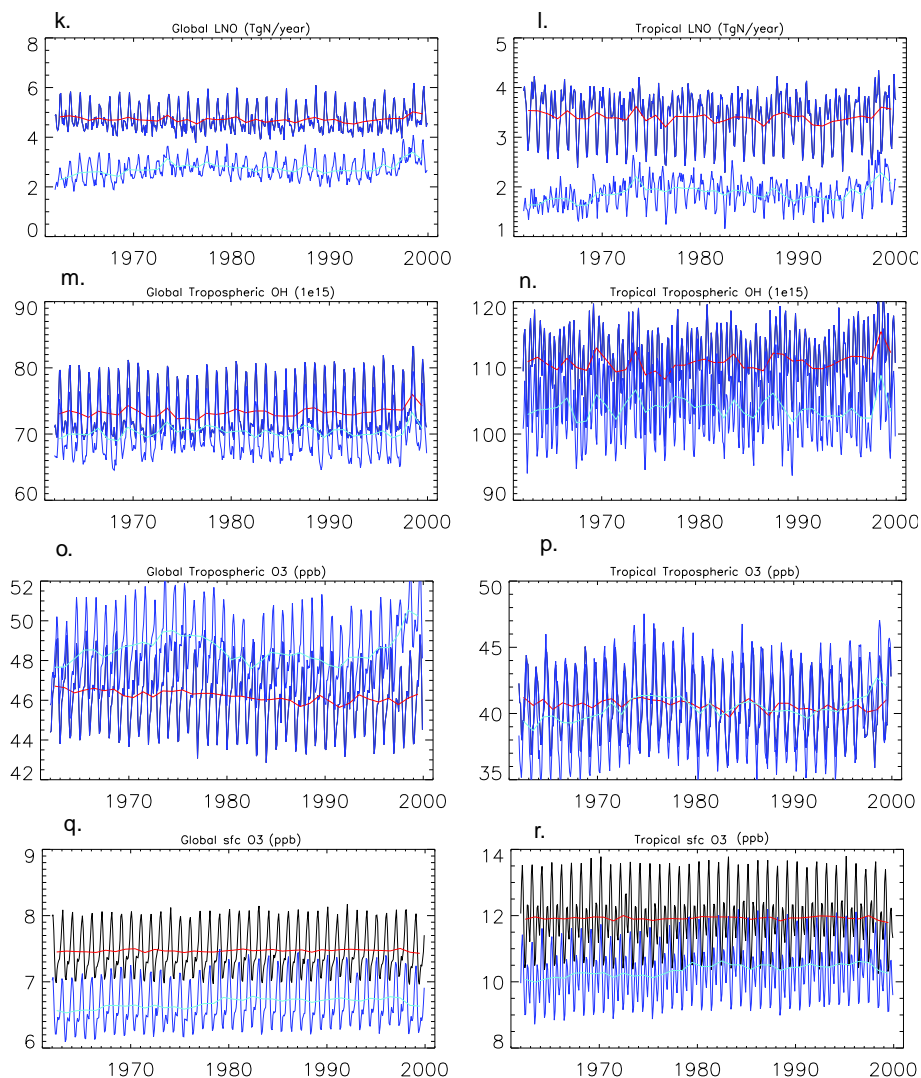 k.
Global LNO (TgN/year)
8
6
4
2
0
1970 1980 1990 2000
l.
Tropical LNO (TgN/year)
5
4
3
2
1
1970 1980 1990 2000
m.
Global Tropospheric OH (1e15)
90
80
70
60
1970 1980 1990 2000
n.
Tropical Tropospheric OH (1e15)
120
110
100
90
1970 1980 1990 2000
o.
Global Tropospheric O3 (ppb)
52
50
48
46
44
42
1970 1980 1990 2000
p.
Tropical Tropospheric O3 (ppb)
50
45
40
35
1970 1980 1990 2000
q.
Global sfc O3 (ppb)
9
8
7
6
1970 1980 1990 2000
r.
Tropical sfc O3 (ppb)
14
12
10
8
1970 1980 1990 2000